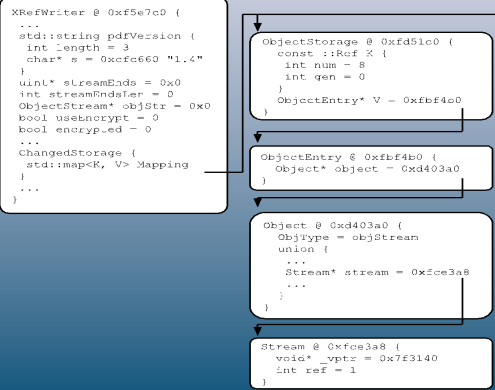 XRefWriter @ 0xf5e7c0 {
...
std::string pdfVersion {
int length = 3
char* s = 0xcfc660 "1.4"
}
uint* streamEnds = 0x0
int streamEndsLen = 0
ObjectStream* objStr = 0x0
bool useEncrypt = 0
bool encrypted = 0
...
ChangedStorage {
std::map<K, V> Mapping
}
...
}
ObjectStorage @ 0xfd51c0 {
const ::Ref K {
int num = 8
int gen = 0
}
ObjectEntry* V = 0xfbf4b0
}
ObjectEntry @ 0xfbf4b0 {
Object* object = 0xd403a0
}
Object @ 0xd403a0 {
ObjType = objStream
union {
...
Stream* stream = 0xfce3a8
...
}
}
Stream @ 0xfce3a8 {
void* _vptr = 0x7f3140
int ref = 1
}